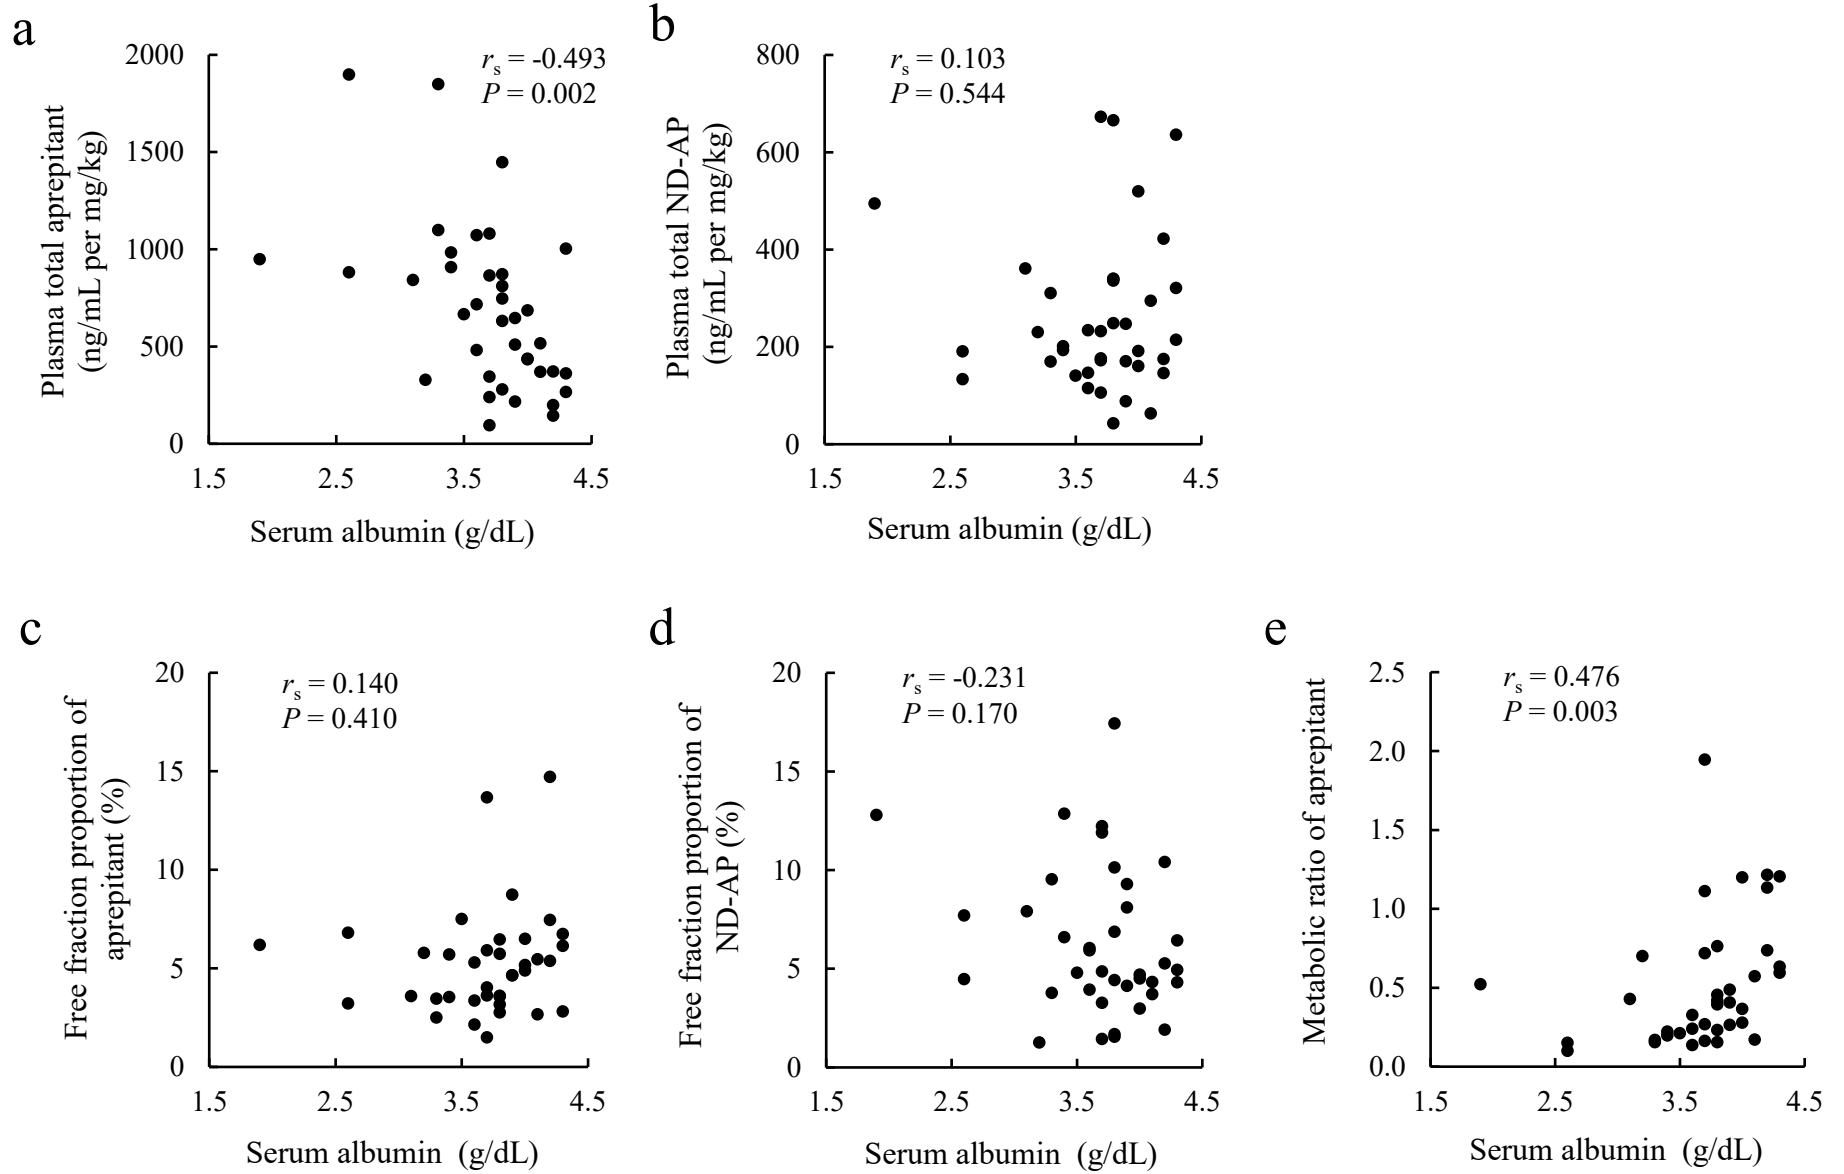 a
rs = -0.493
P = 0.002
Plasma total aprepitant
(ng/mL per mg/kg)
2000
1500
1000
500
0
1.5 2.5 3.5 4.5
Serum albumin (g/dL)
b
rs = 0.103
P = 0.544
Plasma total ND-AP
(ng/mL per mg/kg)
800
600
400
200
0
1.5 2.5 3.5 4.5
Serum albumin (g/dL)
c
rs = 0.140
P = 0.410
Free fraction proportion of
aprepitant (%)
20
15
10
5
0
1.5 2.5 3.5 4.5
Serum albumin (g/dL)
d
rs = -0.231
P = 0.170
Free fraction proportion of
ND-AP (%)
20
15
10
5
0
1.5 2.5 3.5 4.5
Serum albumin (g/dL)
e
rs = 0.476
P = 0.003
Metabolic ratio of aprepitant
2.5
2.0
1.5
1.0
0.5
0.0
1.5 2.5 3.5 4.5
Serum albumin (g/dL)